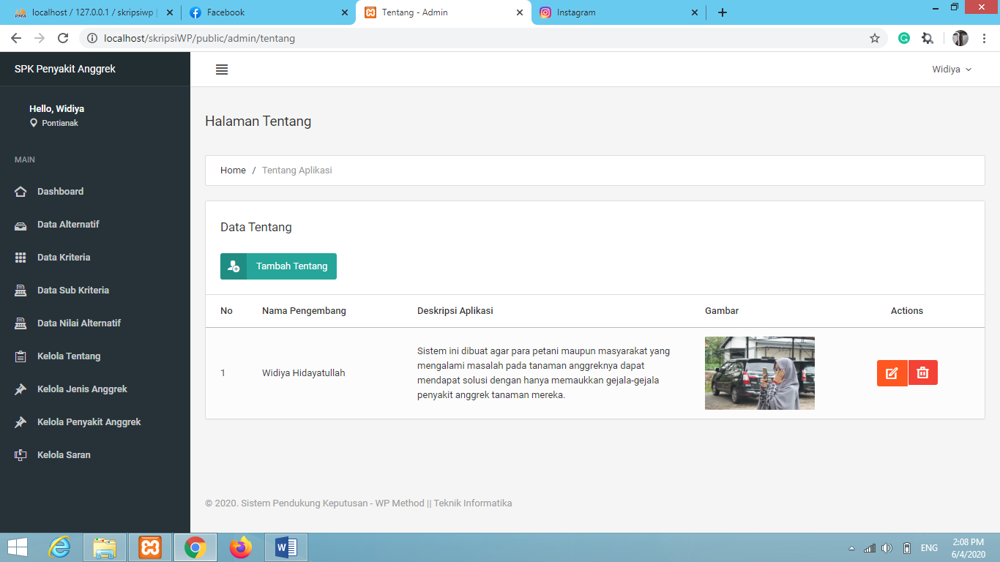 localhost / 127.0.0.1 / skripsiwp |
Facebook
Tentang - Admin
Instagram
localhost/skripsiWP/public/admin/tentang
SPK Penyakit Anggrek
Widiya
Hello, Widiya
Pontianak
MAIN
Dashboard
Data Alternatif
Data Kriteria
Data Sub Kriteria
Data Nilai Alternatif
Kelola Tentang
Kelola Jenis Anggrek
Kelola Penyakit Anggrek
Kelola Saran
Halaman Tentang
Home / Tentang Aplikasi
Data Tentang
Tambah Tentang
No Nama Pengembang Deskripsi Aplikasi Gambar Actions
1 Widiya Hidayatullah
Sistem ini dibuat agar para petani maupun masyarakat yang
mengalami masalah pada tanaman anggreknya dapat
mendapat solusi dengan hanya memaukkan gejala-gejala
penyakit anggrek tanaman mereka.
© 2020. Sistem Pendukung Keputusan - WP Method || Teknik Informatika
ENG
2:08 PM
6/4/2020